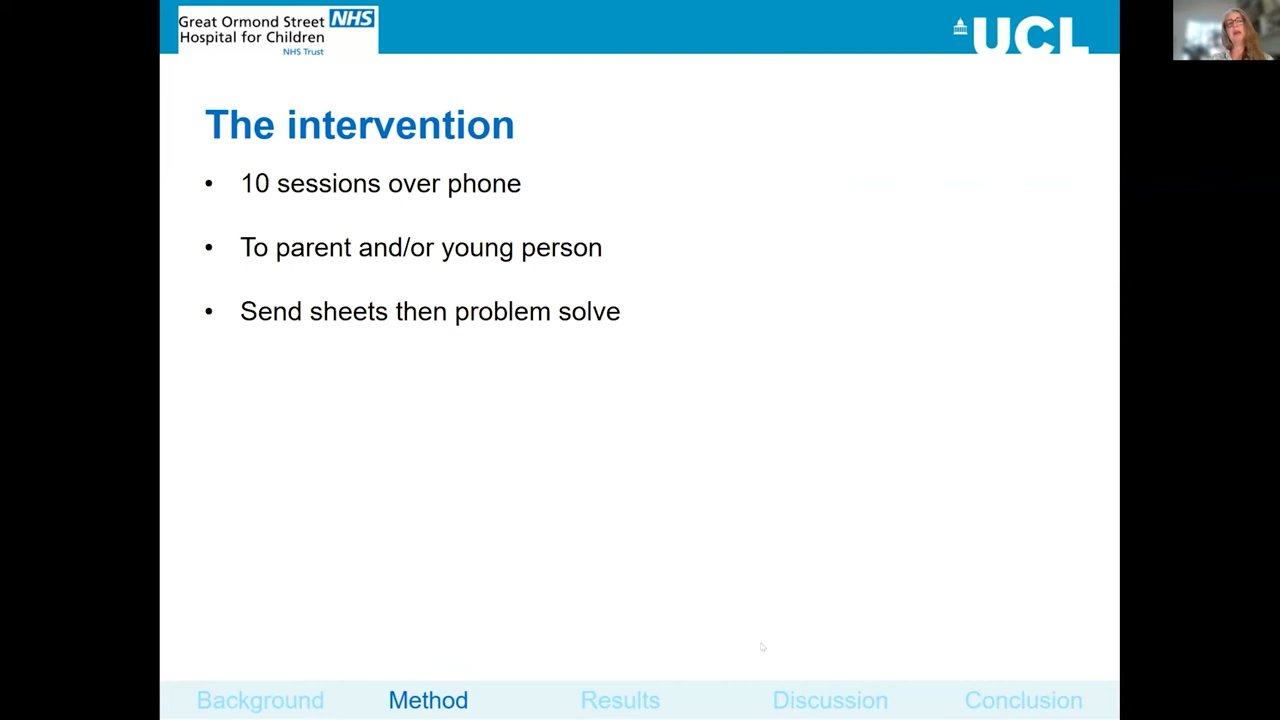 Great Ormond Street NHS
Hospital for Children
NHS Trust
UCL
The intervention
• 10 sessions over phone
• To parent and/or young person
• Send sheets then problem solve
Background Method Results Discussion Conclusion